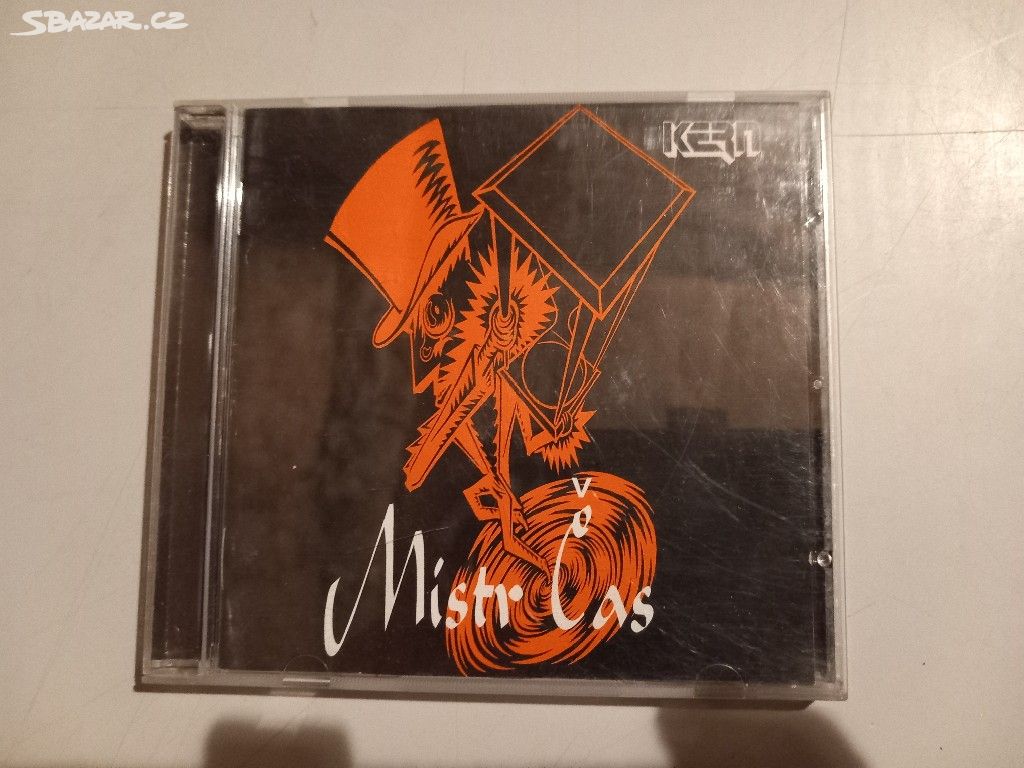 SBAZAR.CZ
KERN
Mistr Čas